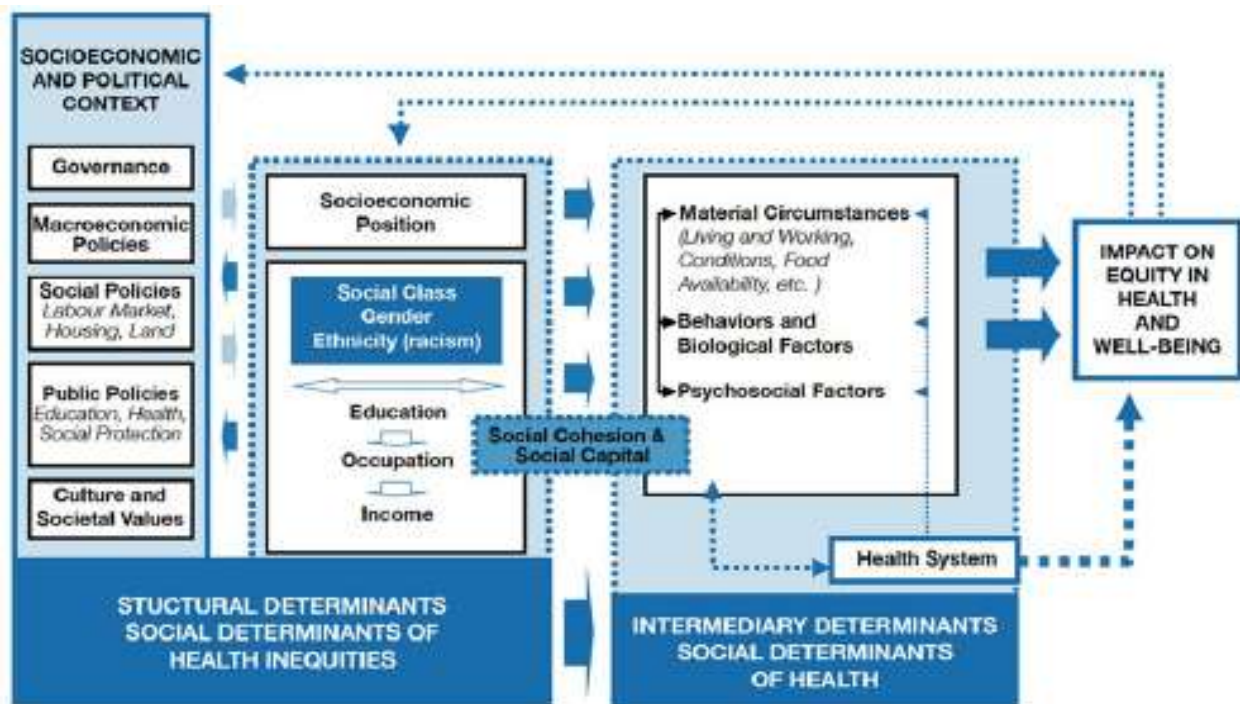 SOCIOECONOMIC
AND POLITICAL
CONTEXT
Governance
Macroeconomic
Policies
Social Policies
Labour Market,
Housing, Land
Public Policies
Education, Health,
Social Protection
Culture and
Societal Values
Socioeconomic
Position
Social Class
Gender
Ethnicity (racism)
Education
Occupation
Income
Social Cohesion &
Social Capital
Material Circumstances
(Living and Working,
Conditions, Food
Availability, etc. )
Behaviors and
Biological Factors
Psychosocial Factors
Health System
IMPACT ON
EQUITY IN
HEALTH
AND
WELL-BEING
STUCTURAL DETERMINANTS
SOCIAL DETERMINANTS OF
HEALTH INEQUITIES
INTERMEDIARY DETERMINANTS
SOCIAL DETERMINANTS
OF HEALTH